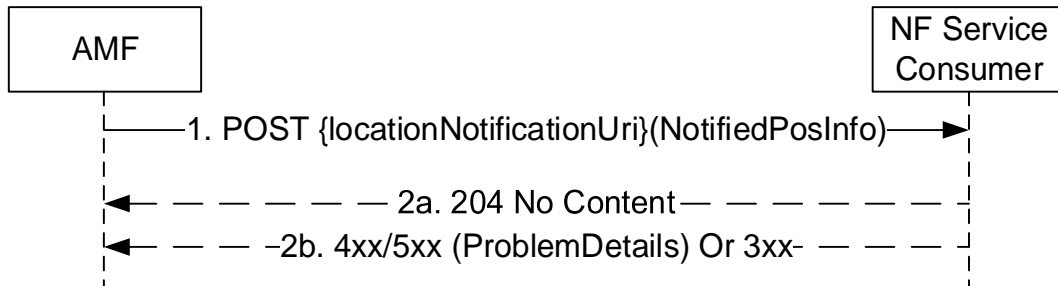 AMF
NF Service
Consumer
1. POST {locationNotificationUri}(NotifiedPosInfo)
2a. 204 No Content
2b. 4xx/5xx (ProblemDetails) Or 3xx